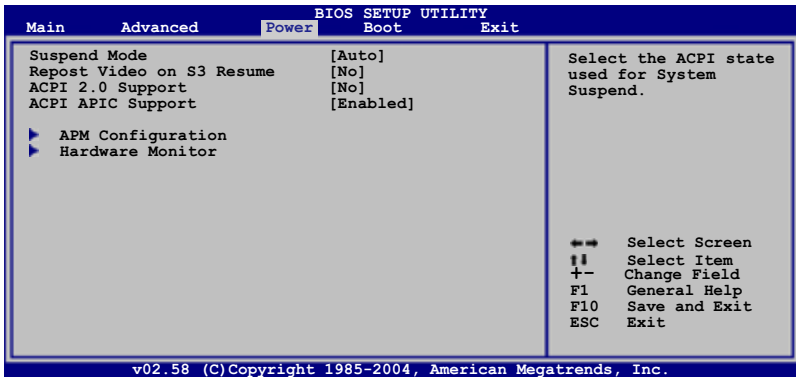 BIOS SETUP UTILITY
Main Advanced Power Boot Exit
Suspend Mode [Auto]
Repost Video on S3 Resume [No]
ACPI 2.0 Support [No]
ACPI APIC Support [Enabled]
APM Configuration
Hardware Monitor
Select the ACPI state
used for System
Suspend.
Select Screen
Select Item
+- Change Field
F1 General Help
F10 Save and Exit
ESC Exit
v02.58 (C)Copyright 1985-2004, American Megatrends, Inc.